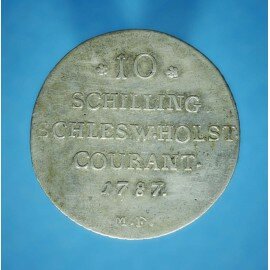 * 10 *
SCHILLING
SCHLESW:HOLST
COURANT.
1787.
M.F.